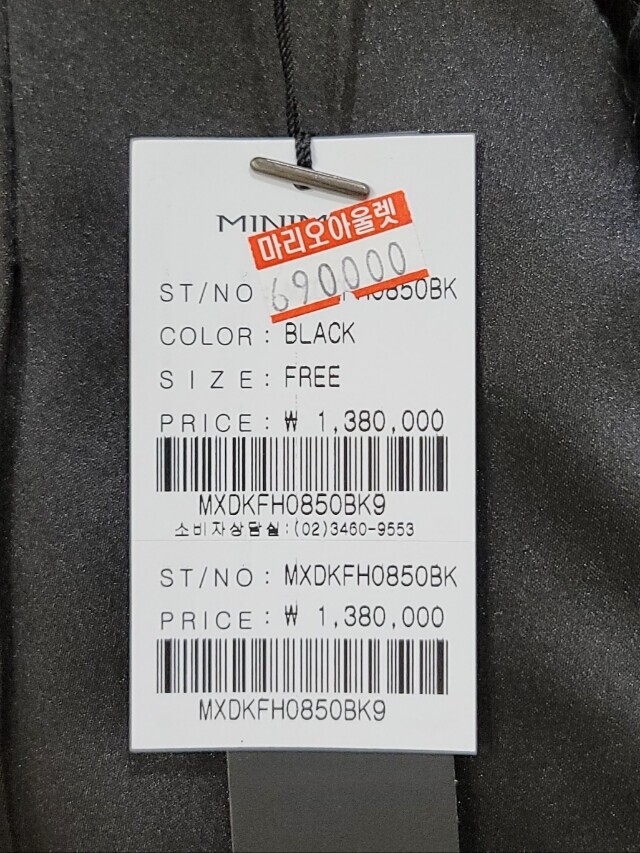 마리오아울렛
690000
ST/NO
COLOR: BLACK
SIZE: FREE
PRICE: ₩ 1,380,000
MXDKFH0850BK9
소비자상담실:(02)3460-9553
ST/NO: MXDKFH0850BK
PRICE: ₩ 1,380,000
MXDKFH0850BK9